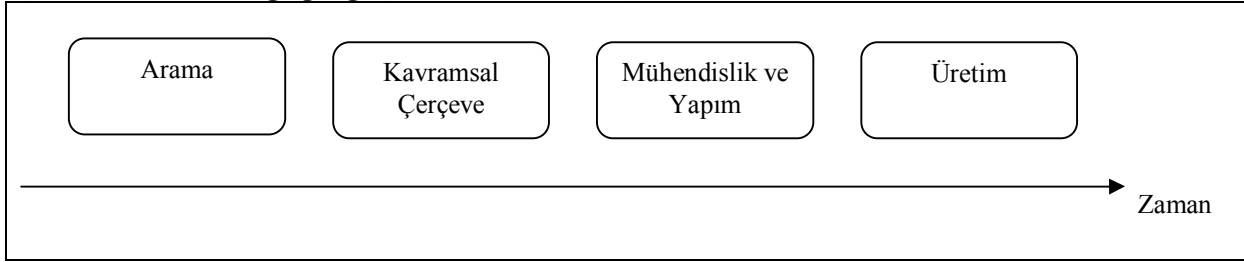 Arama
Kavramsal
Çerçeve
Mühendislik ve
Yapım
Üretim
Zaman